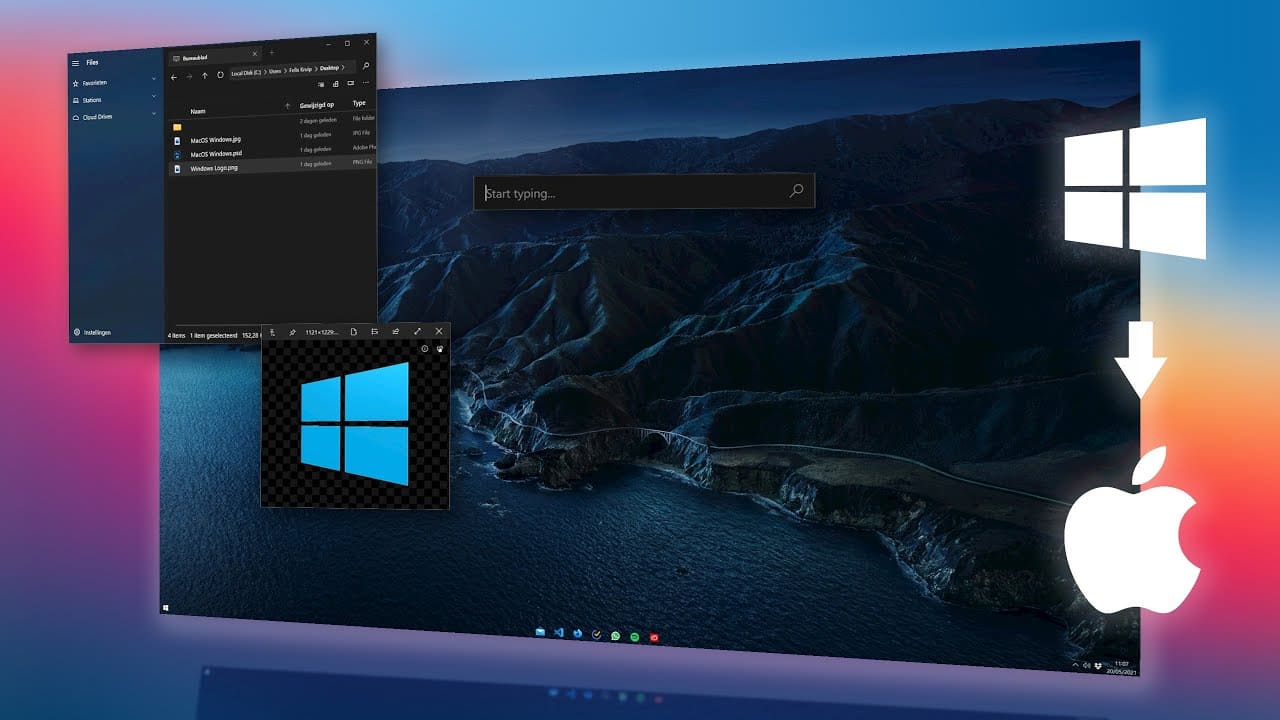 Files
Favorieten
Stations
Cloud Drives
Instellingen
Bureaublad
Local Disk (C:) > Users > Felix Kruip > Desktop >
Naam Gewijzigd op Type
2 dagen geleden File folder
MacOS Windows.jpg 1 dag geleden JPG File
MacOS Windows.psd 1 dag geleden Adobe Ph
Windows Logo.png 1 dag geleden PNG File
4 items 1 item geselecteerd 152,28
1121×1229...
Start typing...
11:07
20/05/2021